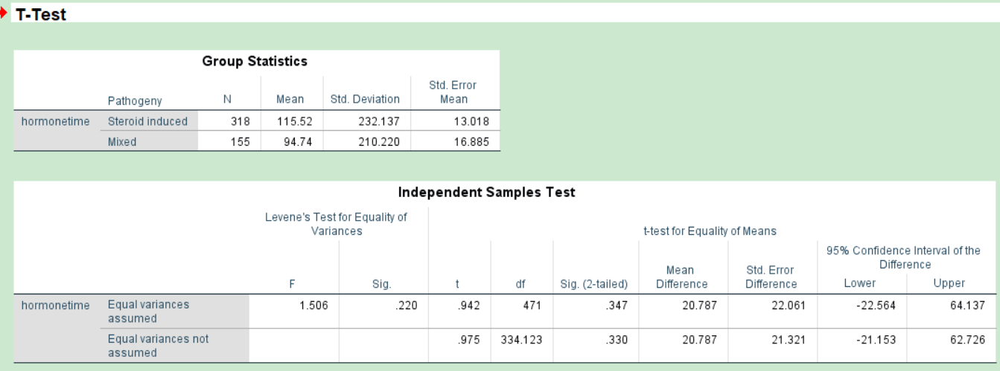 T-Test
Group Statistics
Pathogeny N Mean Std. Deviation Std. Error Mean
hormonetime Steroid induced 318 115.52 232.137 13.018
Mixed 155 94.74 210.220 16.885
Independent Samples Test
Levene's Test for Equality of Variances
t-test for Equality of Means
95% Confidence Interval of the Difference
F Sig. t df Sig. (2-tailed) Mean Difference Std. Error Difference Lower Upper
hormonetime Equal variances assumed 1.506 .220 .942 471 .347 20.787 22.061 -22.564 64.137
Equal variances not assumed .975 334.123 .330 20.787 21.321 -21.153 62.726